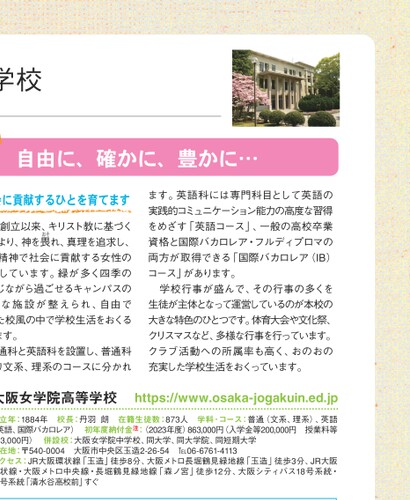 学校
自由に、確かに、豊かに…
に貢献するひとを育てます
創立以来、キリスト教に基づく
より、神を畏れ、真理を追求し、
精神で社会に貢献する女性の
しています。緑が多く四季の
じながら過ごせるキャンパスの
な施設が整えられ、自由で
た校風の中で学校生活をおくる
ます。
通科と英語科を設置し、普通科
り文系、理系のコースに分かれ
ます。英語科には専門科目として英語の
実践的コミュニケーション能力の高度な習得
をめざす「英語コース」、一般の高校卒業
資格と国際バカロレア・フルディプロマの
両方が取得できる「国際バカロレア（IB）
コース」があります。
学校行事が盛んで、その行事の多くを
生徒が主体となって運営しているのが本校の
大きな特色のひとつです。体育大会や文化祭、
クリスマスなど、多様な行事を行っています。
クラブ活動への所属率も高く、おのおの
充実した学校生活をおくっています。
大阪女学院高等学校 https://www.osaka-jogakuin.ed.jp
立年：1884年 校長：丹羽 朗 在籍生徒数：873人 学科・コース：普通（文系、理系）、英語
英語、国際バカロレア） 初年度納付金注（2023年度）863,000円（入学金等200,000円 授業料等
3,000円） 併設校：大阪女学院中学校、同大学、同大学院、同短期大学
在地：〒540-0004 大阪市中央区玉造2-26-54 TEL06-6761-4113
クセス：JR大阪環状線「玉造」徒歩8分、大阪メトロ長堀鶴見緑地線「玉造」徒歩3分、JR大阪
状線・大阪メトロ中央線・長堀鶴見緑地線「森ノ宮」徒歩12分、大阪シティバス18号系統・
号系統「清水谷高校前」すぐ